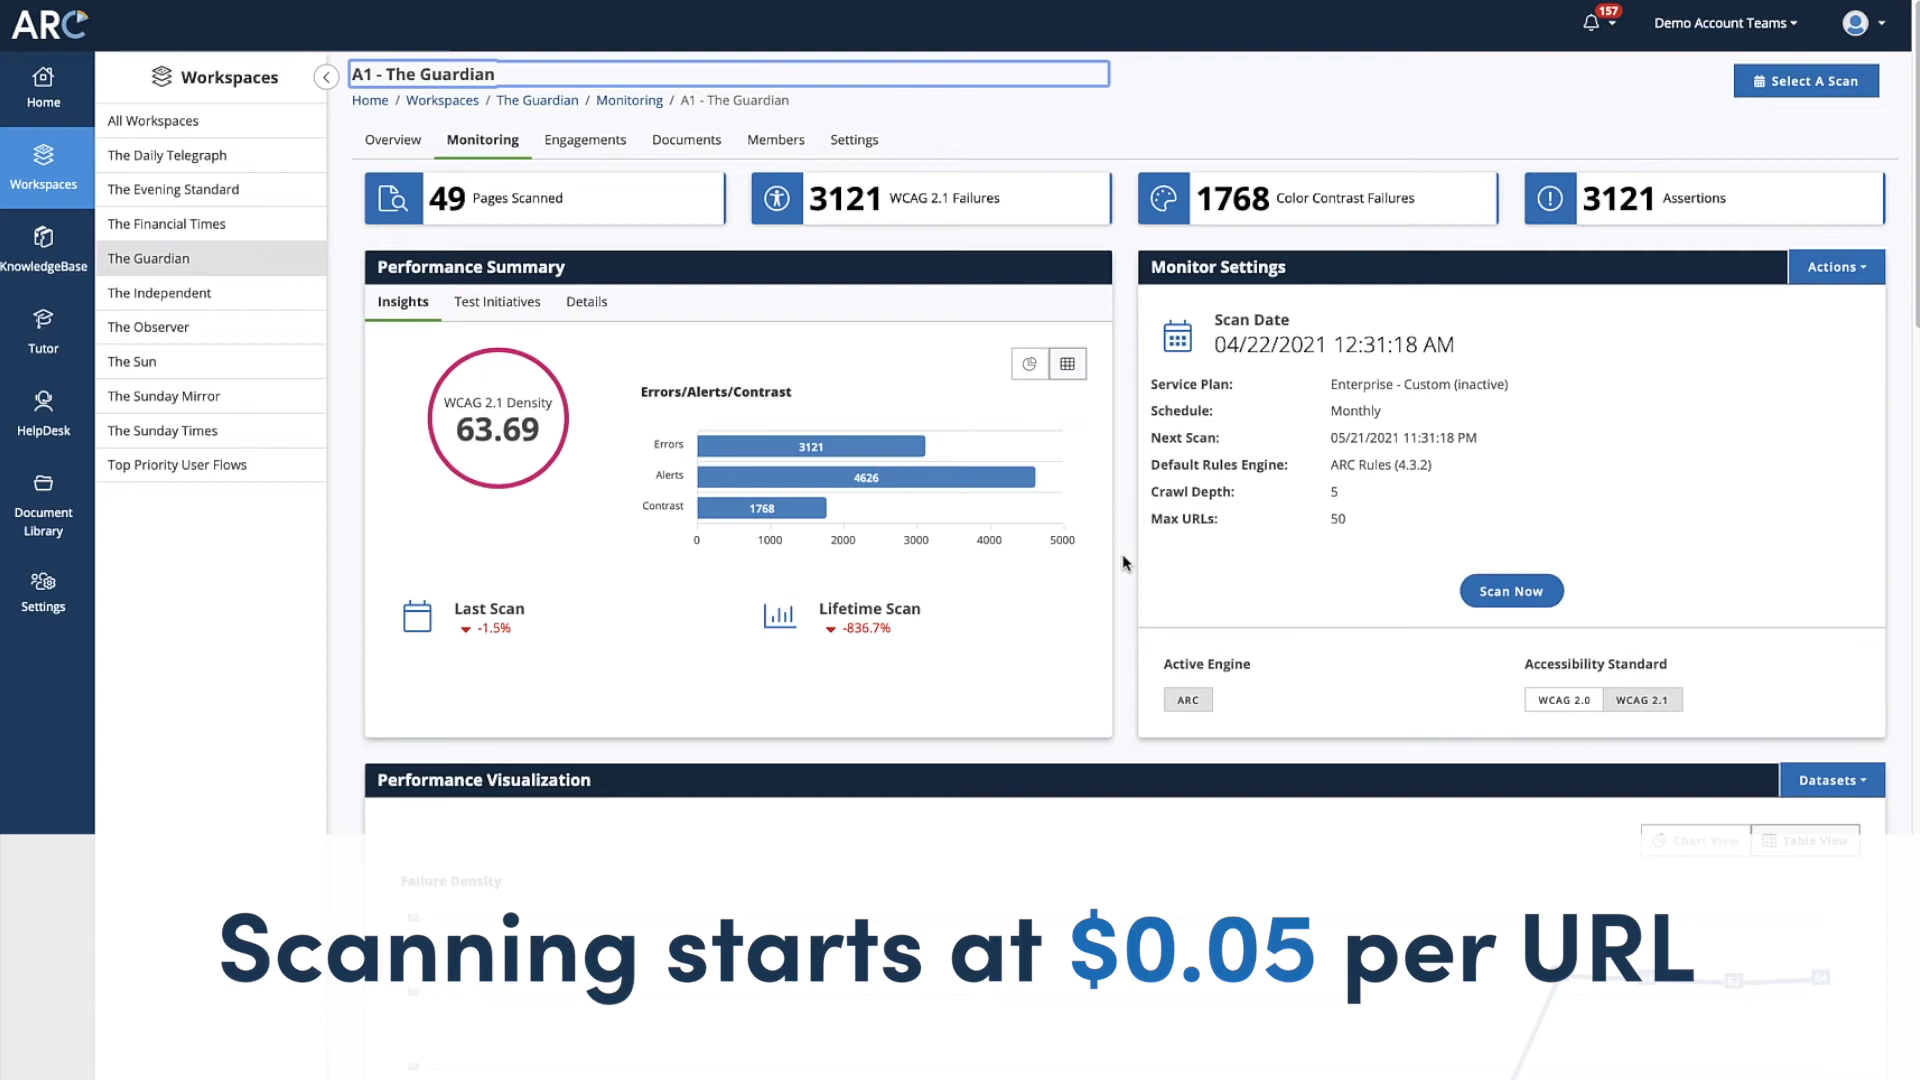 ARC
157
Demo Account Teams
Home
Workspaces
KnowledgeBase
Tutor
HelpDesk
Document
Library
Settings
Workspaces
All Workspaces
The Daily Telegraph
The Evening Standard
The Financial Times
The Guardian
The Independent
The Observer
The Sun
The Sunday Mirror
The Sunday Times
Top Priority User Flows
A1 - The Guardian
Home / Workspaces / The Guardian / Monitoring / A1 - The Guardian
Select A Scan
Overview Monitoring Engagements Documents Members Settings
49 Pages Scanned
3121 WCAG 2.1 Failures
1768 Color Contrast Failures
3121 Assertions
Performance Summary
Insights Test Initiatives Details
WCAG 2.1 Density
63.69
Errors/Alerts/Contrast
Errors 3121
Alerts 4626
Contrast 1768
0 1000 2000 3000 4000 5000
Last Scan
-1.5%
Lifetime Scan
-836.7%
Monitor Settings
Actions
Scan Date
04/22/2021 12:31:18 AM
Service Plan: Enterprise - Custom (inactive)
Schedule: Monthly
Next Scan: 05/21/2021 11:31:18 PM
Default Rules Engine: ARC Rules (4.3.2)
Crawl Depth: 5
Max URLs: 50
Scan Now
Active Engine
ARC
Accessibility Standard
WCAG 2.0 WCAG 2.1
Performance Visualization
Datasets
Chart View Table View
Failure Density
80
Scanning starts at $0.05 per URL
60
40